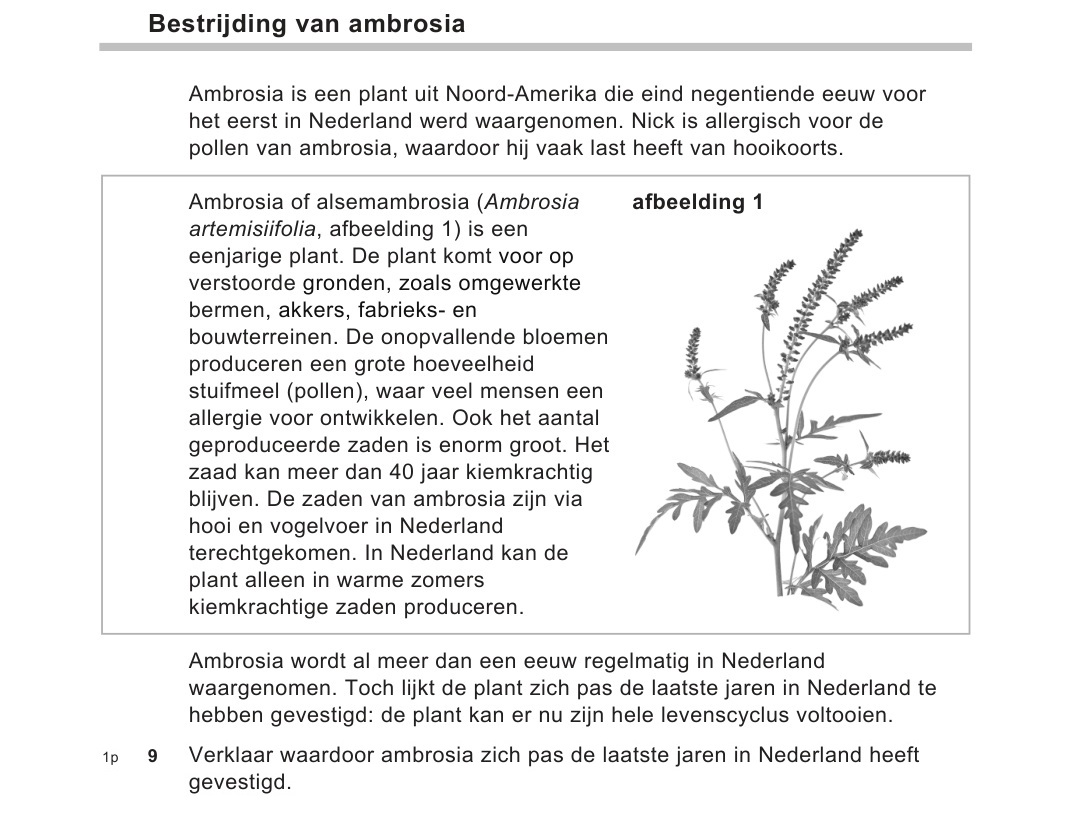 Bestrijding van ambrosia
Ambrosia is een plant uit Noord-Amerika die eind negentiende eeuw voor
het eerst in Nederland werd waargenomen. Nick is allergisch voor de
pollen van ambrosia, waardoor hij vaak last heeft van hooikoorts.
Ambrosia of alsemambrosia (Ambrosia
artemisiifolia, afbeelding 1) is een
eenjarige plant. De plant komt voor op
verstoorde gronden, zoals omgewerkte
bermen, akkers, fabrieks- en
bouwterreinen. De onopvallende bloemen
produceren een grote hoeveelheid
stuifmeel (pollen), waar veel mensen een
allergie voor ontwikkelen. Ook het aantal
geproduceerde zaden is enorm groot. Het
zaad kan meer dan 40 jaar kiemkrachtig
blijven. De zaden van ambrosia zijn via
hooi en vogelvoer in Nederland
terechtgekomen. In Nederland kan de
plant alleen in warme zomers
kiemkrachtige zaden produceren.
afbeelding 1
Ambrosia wordt al meer dan een eeuw regelmatig in Nederland
waargenomen. Toch lijkt de plant zich pas de laatste jaren in Nederland te
hebben gevestigd: de plant kan er nu zijn hele levenscyclus voltooien.
1p 9 Verklaar waardoor ambrosia zich pas de laatste jaren in Nederland heeft
gevestigd.